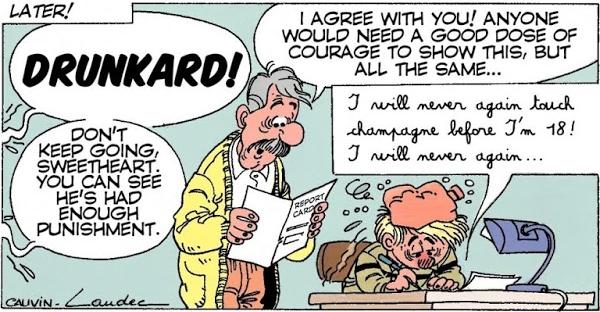 LATER!
DRUNKARD!
I AGREE WITH YOU! ANYONE
WOULD NEED A GOOD DOSE OF
COURAGE TO SHOW THIS, BUT
ALL THE SAME...
DON'T
KEEP GOING,
SWEETHEART.
YOU CAN SEE
HE'S HAD
ENOUGH
PUNISHMENT.
I will never again touch
champagne before I'm 18!
I will never again...
REPORT
CARD
CAUVIN - Laudec